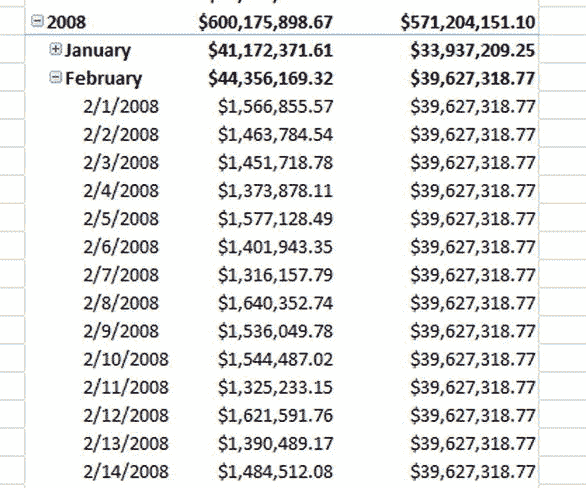 2008 $600,175,898.67 $571,204,151.10
January $41,172,371.61 $33,937,209.25
February $44,356,169.32 $39,627,318.77
2/1/2008 $1,566,855.57 $39,627,318.77
2/2/2008 $1,463,784.54 $39,627,318.77
2/3/2008 $1,451,718.78 $39,627,318.77
2/4/2008 $1,373,878.11 $39,627,318.77
2/5/2008 $1,577,128.49 $39,627,318.77
2/6/2008 $1,401,943.35 $39,627,318.77
2/7/2008 $1,316,157.79 $39,627,318.77
2/8/2008 $1,640,352.74 $39,627,318.77
2/9/2008 $1,536,049.78 $39,627,318.77
2/10/2008 $1,544,487.02 $39,627,318.77
2/11/2008 $1,325,233.15 $39,627,318.77
2/12/2008 $1,621,591.76 $39,627,318.77
2/13/2008 $1,390,489.17 $39,627,318.77
2/14/2008 $1,484,512.08 $39,627,318.77